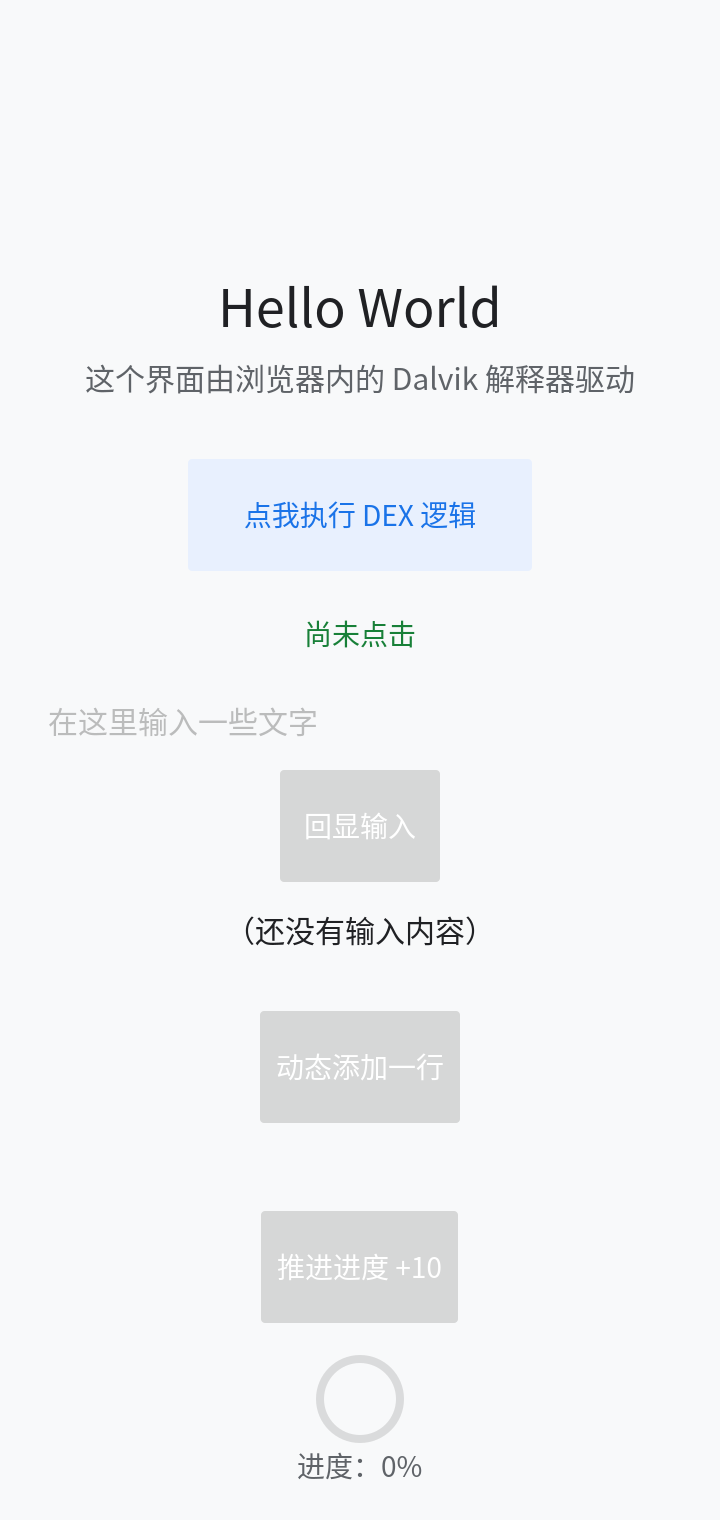 Hello World
这个界面由浏览器内的 Dalvik 解释器驱动
点我执行 DEX 逻辑
尚未点击
在这里输入一些文字
回显输入
（还没有输入内容）
动态添加一行
推进进度 +10
进度：0%